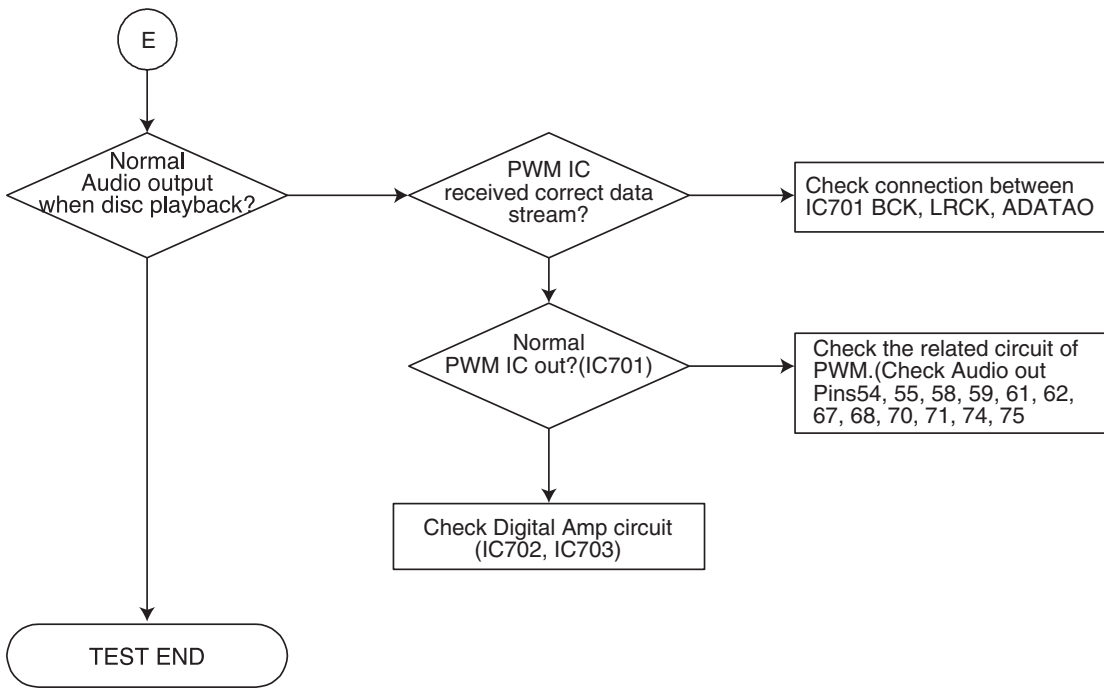 E
Normal
Audio output
when disc playback?
PWM IC
received correct data
stream?
Check connection between
IC701 BCK, LRCK, ADATAO
Normal
PWM IC out?(IC701)
Check the related circuit of
PWM.(Check Audio out
Pins54, 55, 58, 59, 61, 62,
67, 68, 70, 71, 74, 75
Check Digital Amp circuit
(IC702, IC703)
TEST END